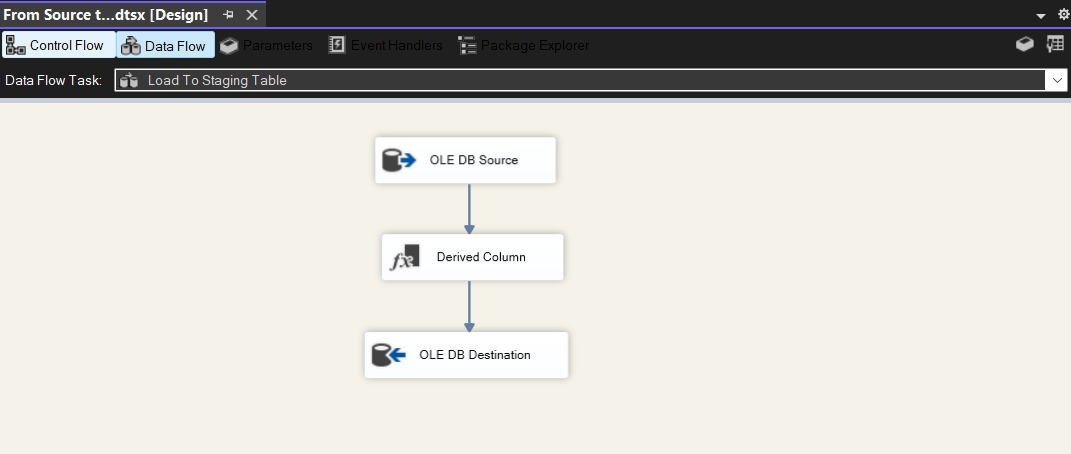 From Source t...dtsx [Design]
Control Flow Data Flow Parameters Event Handlers Package Explorer
Data Flow Task: Load To Staging Table
OLE DB Source
fx Derived Column
OLE DB Destination